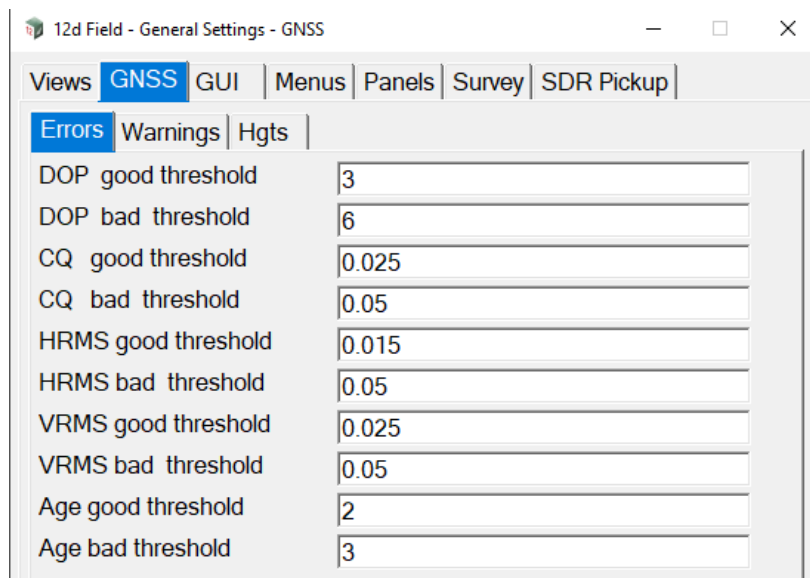 12d Field - General Settings - GNSS
Views GNSS GUI Menus Panels Survey SDR Pickup
Errors Warnings Hgts
DOP good threshold 3
DOP bad threshold 6
CQ good threshold 0.025
CQ bad threshold 0.05
HRMS good threshold 0.015
HRMS bad threshold 0.05
VRMS good threshold 0.025
VRMS bad threshold 0.05
Age good threshold 2
Age bad threshold 3